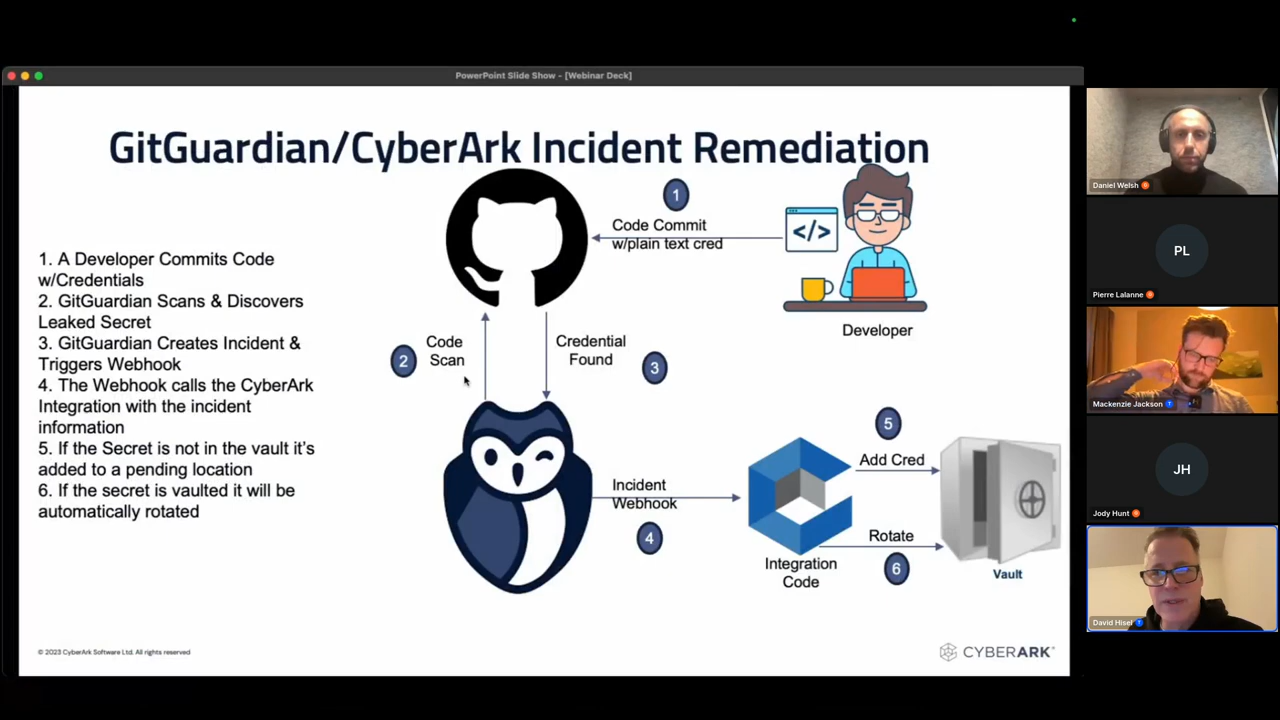 PowerPoint Slide Show - [Webinar Deck]
GitGuardian/CyberArk Incident Remediation
1. A Developer Commits Code
w/Credentials
2. GitGuardian Scans & Discovers
Leaked Secret
3. GitGuardian Creates Incident &
Triggers Webhook
4. The Webhook calls the CyberArk
Integration with the incident
information
5. If the Secret is not in the vault it's
added to a pending location
6. If the secret is vaulted it will be
automatically rotated
1
Code Commit
w/plain text cred
</>
Developer
2
Code
Scan
Credential
Found
3
Incident
Webhook
4
Integration
Code
5
Add Cred
Rotate
6
Vault
© 2023 CyberArk Software Ltd. All rights reserved
CYBERARK®
Daniel Welsh
PL
Pierre Lalanne
Mackenzie Jackson
JH
Jody Hunt
David Hisel